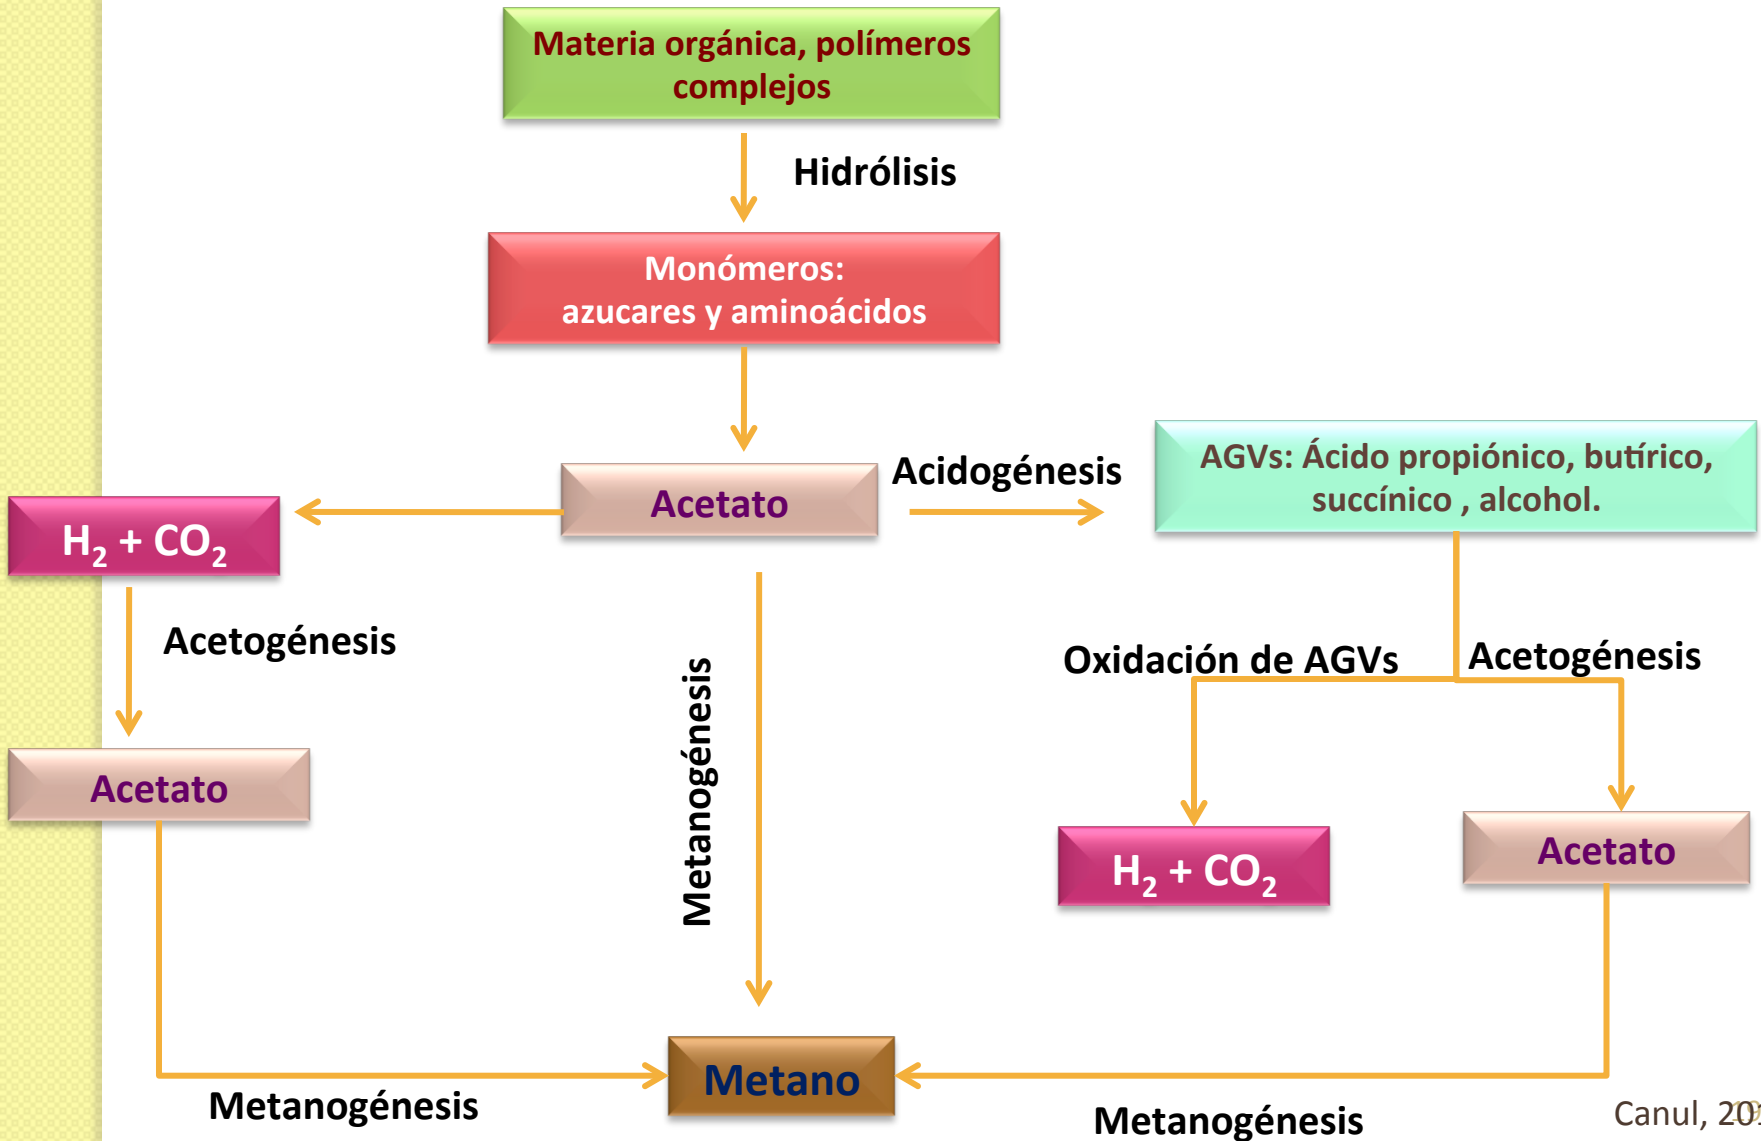 Materia orgánica, polímeros
complejos
Hidrólisis
Monómeros:
azucares y aminoácidos
Acidogénesis
AGVs: Ácido propiónico, butírico,
succínico , alcohol.
Acetato
H₂ + CO₂
Acetogénesis
Oxidación de AGVs
Acetogénesis
Metanogénesis
Acetato
H₂ + CO₂
Acetato
Metano
Metanogénesis
Metanogénesis
Canul,